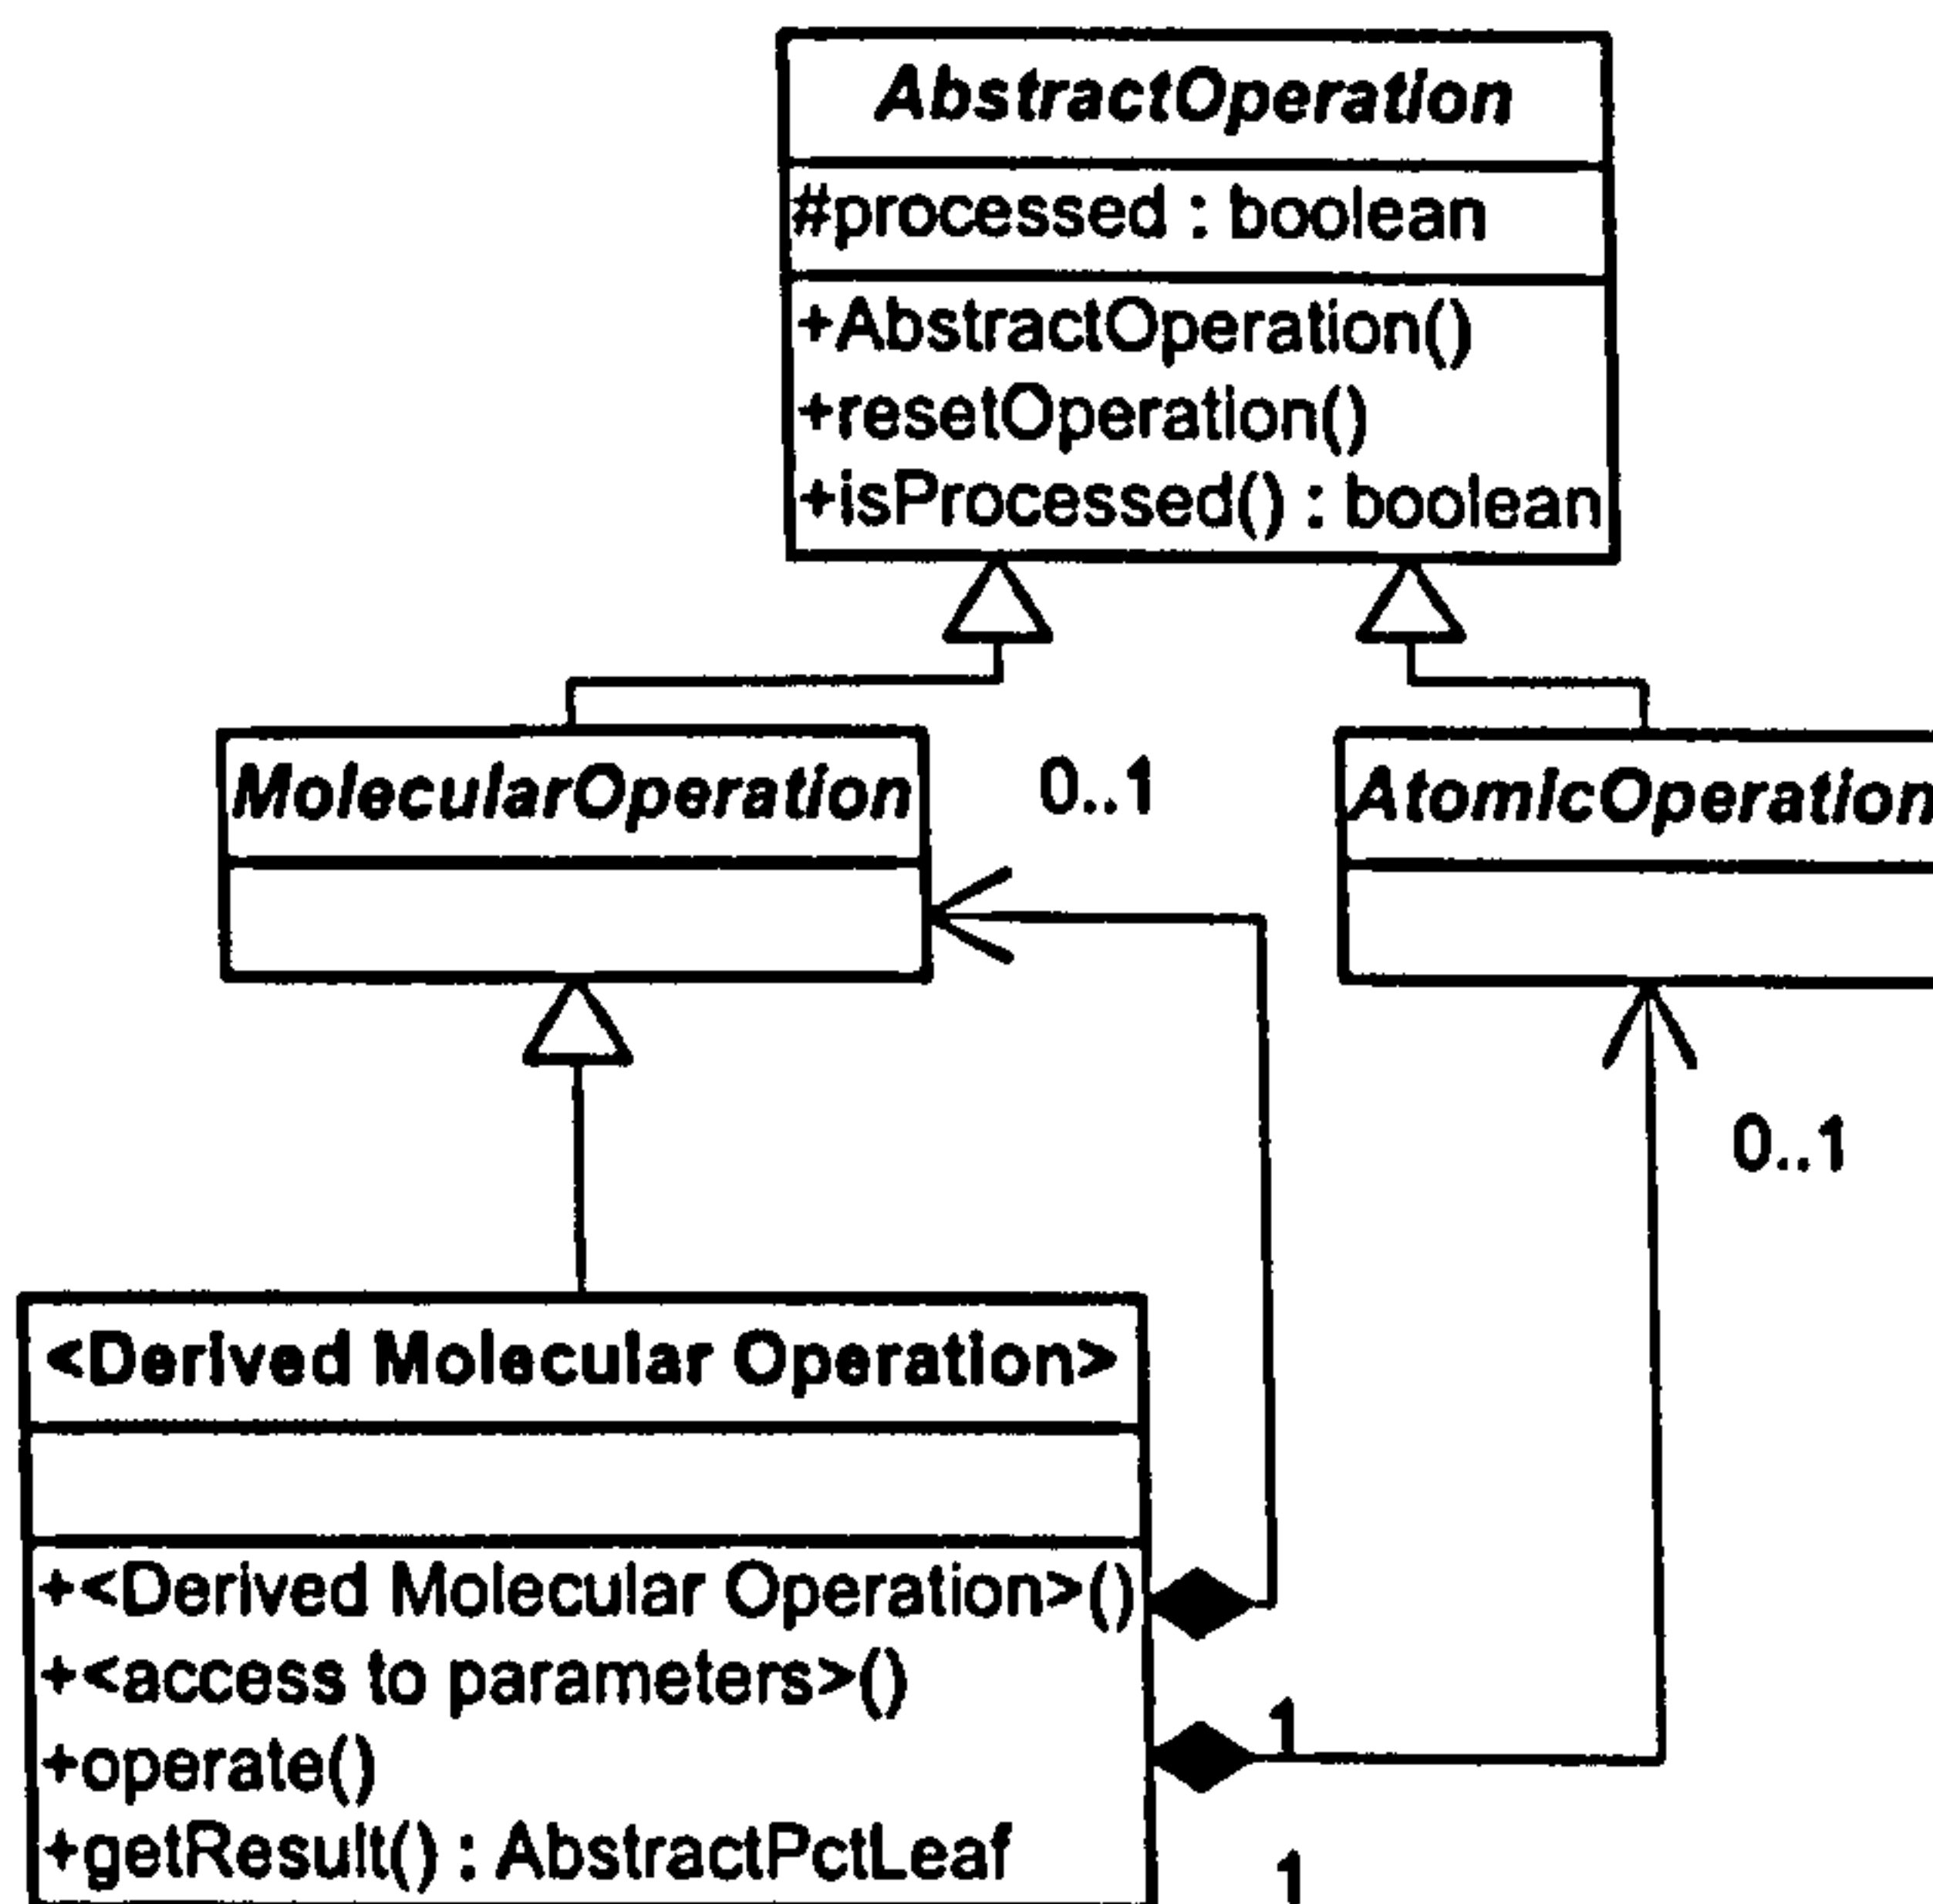 AbstractOperation
#processed : boolean
+AbstractOperation()
+resetOperation()
+isProcessed() : boolean
MolecularOperation
0..1
AtomicOperation
0..1
<Derived Molecular Operation>
+<Derived Molecular Operation>()
+<access to parameters>()
1
+operate()
+getResult() : AbstractPctLeaf
1